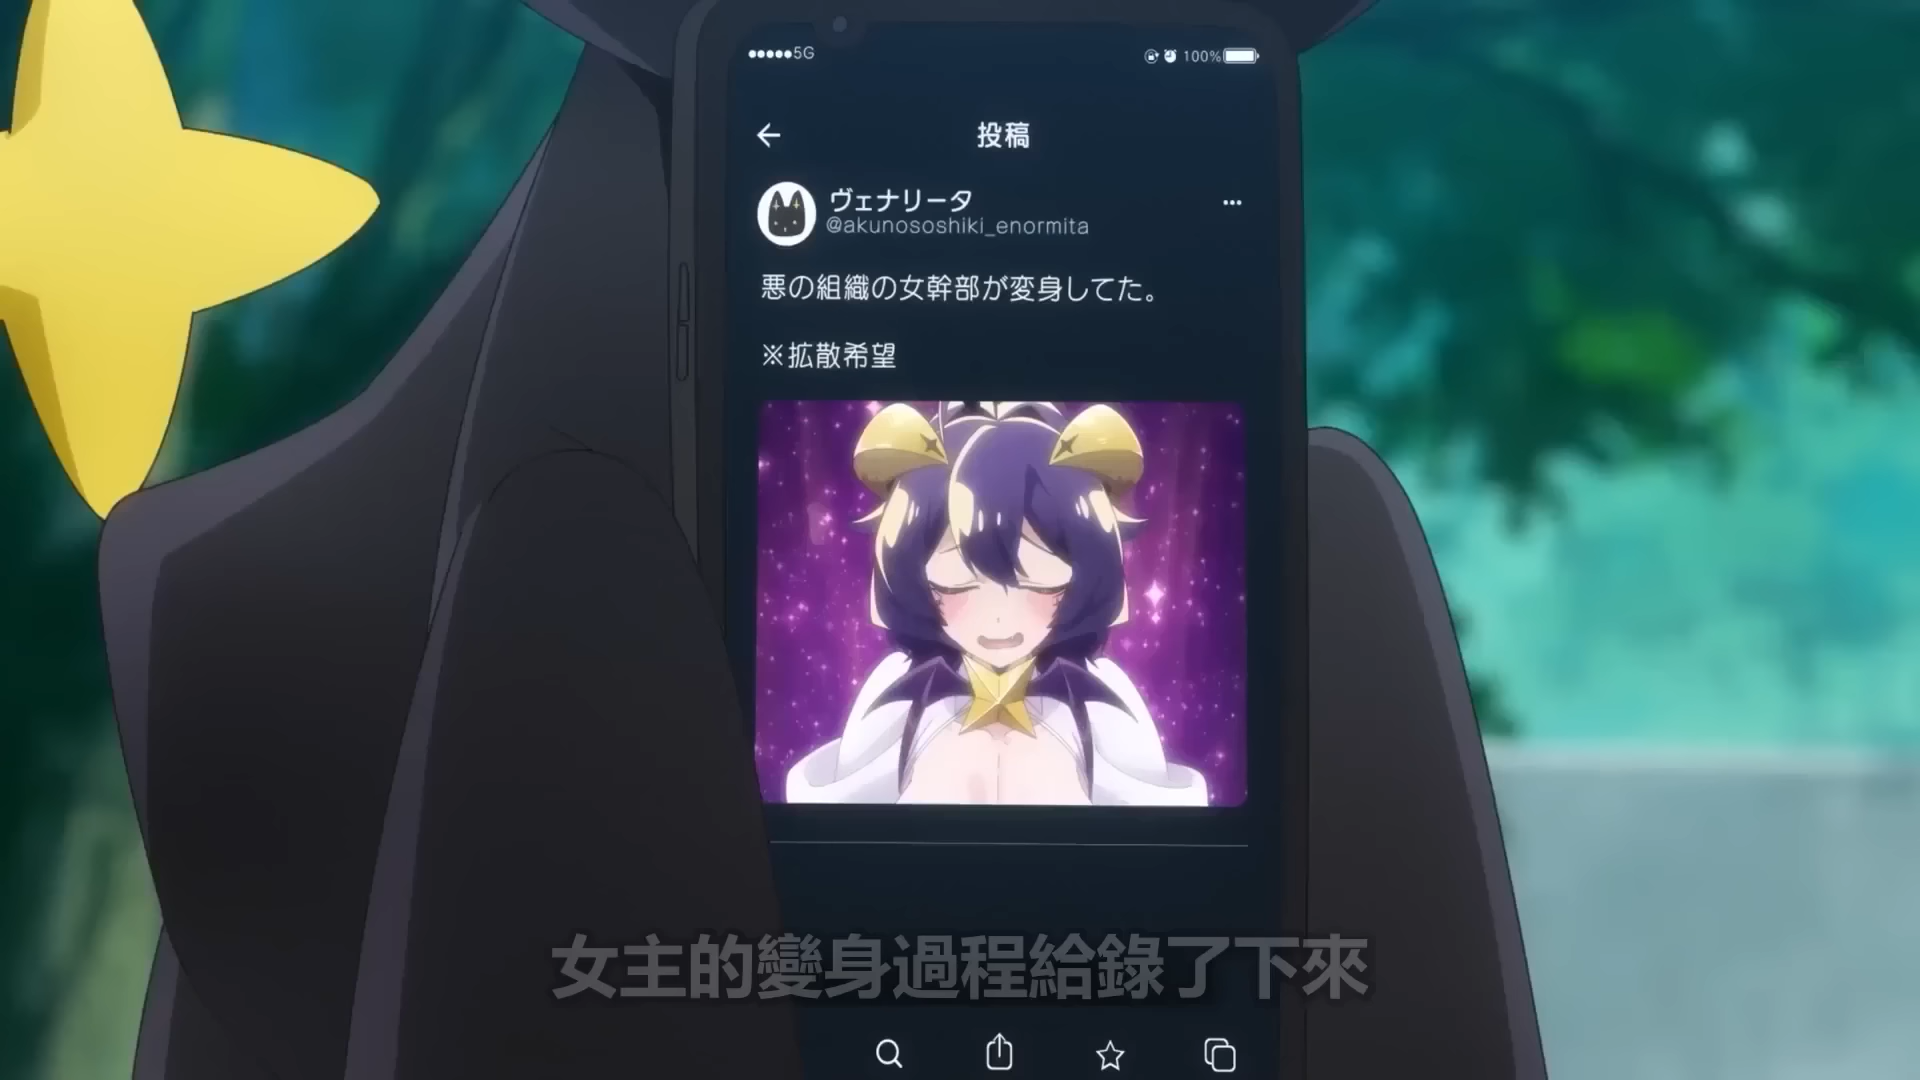 ●●●●●5G
100%
投稿
ヴェナリータ
@akunososhiki_enormita
悪の組織の女幹部が変身してた。
※拡散希望
女主的變身過程給錄了下來